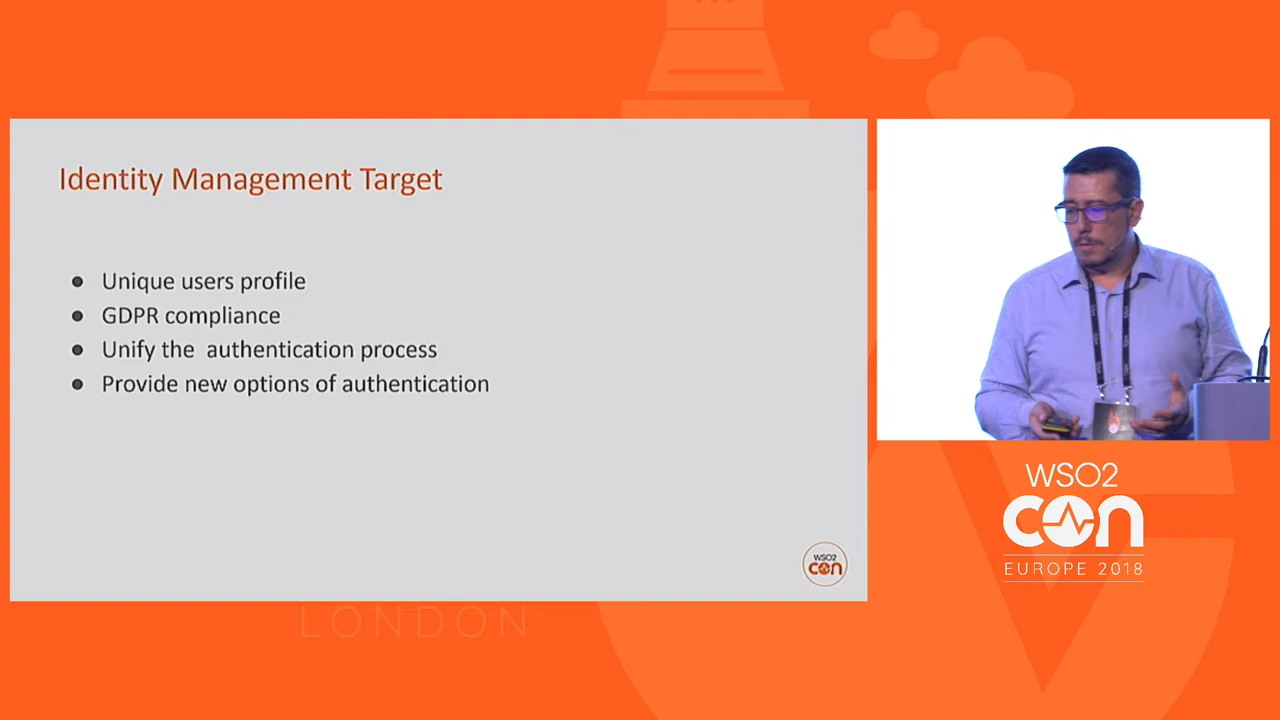 Identity Management Target
● Unique users profile
● GDPR compliance
● Unify the  authentication process
● Provide new options of authentication
WSO2
con
WSO2
con
EUROPE 2018
LONDON